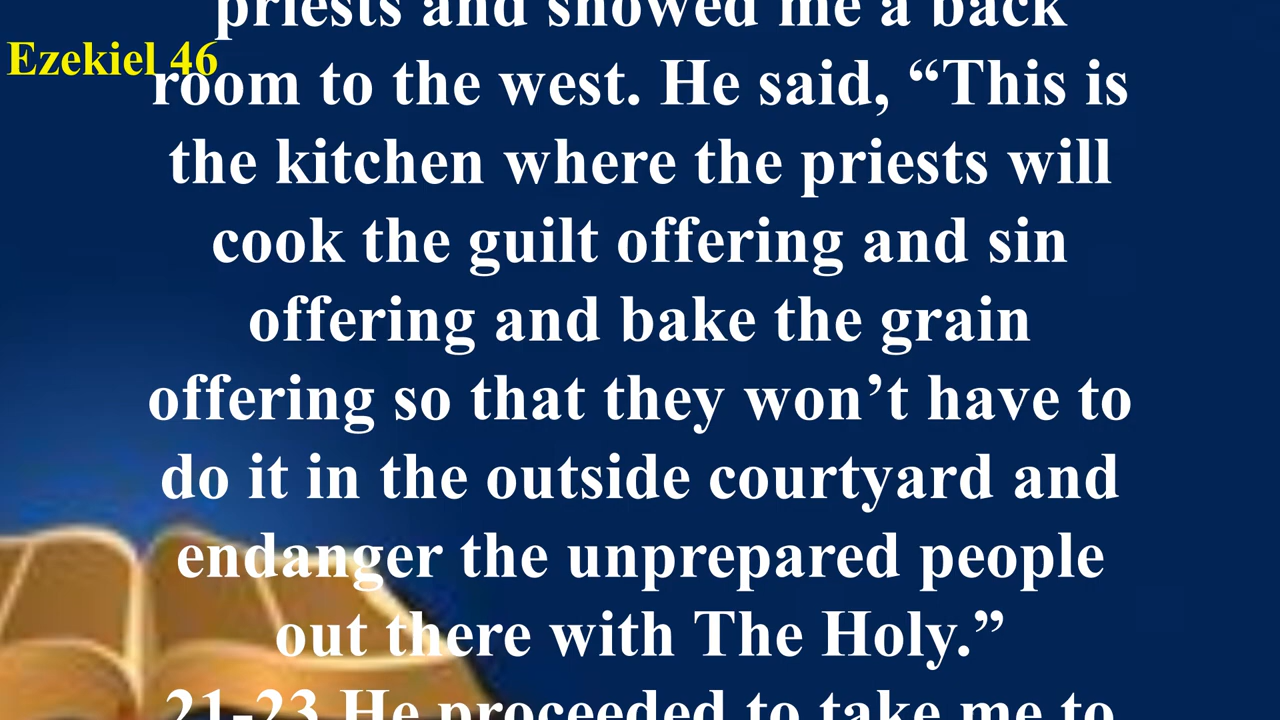 priests and showed me a back
Ezekiel 46
room to the west. He said, “This is
the kitchen where the priests will
cook the guilt offering and sin
offering and bake the grain
offering so that they won’t have to
do it in the outside courtyard and
endanger the unprepared people
out there with The Holy.”
21-23 He proceeded to take me to